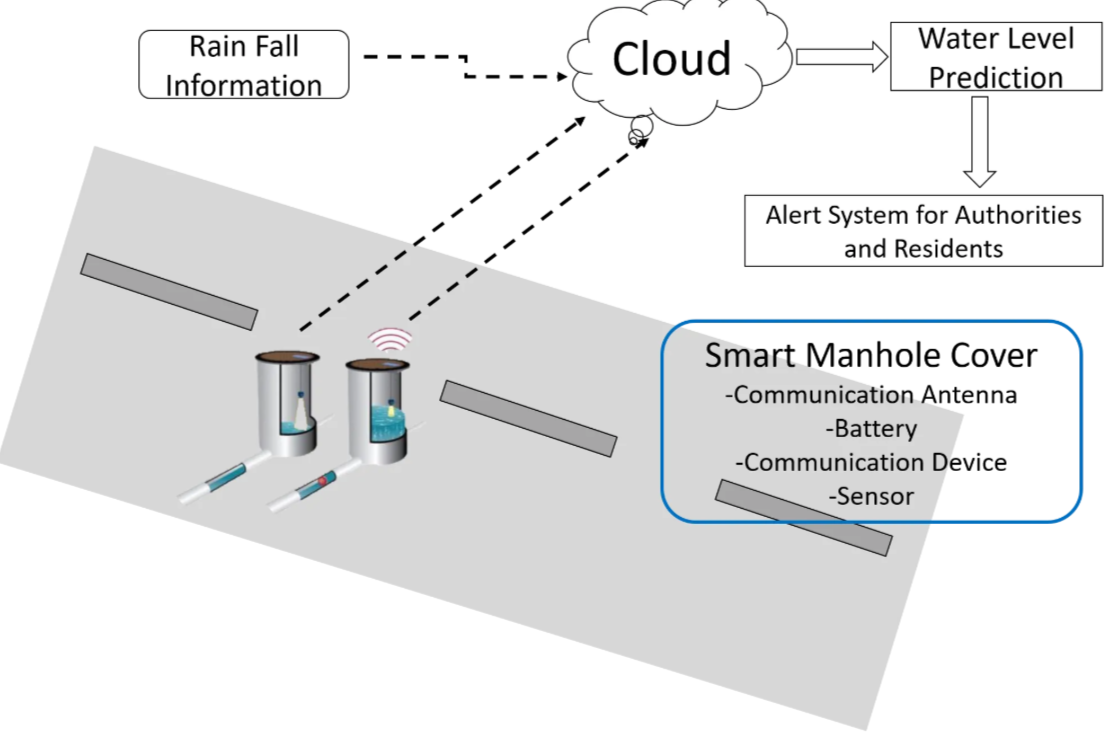 Rain Fall
Information
Cloud
Water Level
Prediction
Alert System for Authorities
and Residents
Smart Manhole Cover
-Communication Antenna
-Battery
-Communication Device
-Sensor